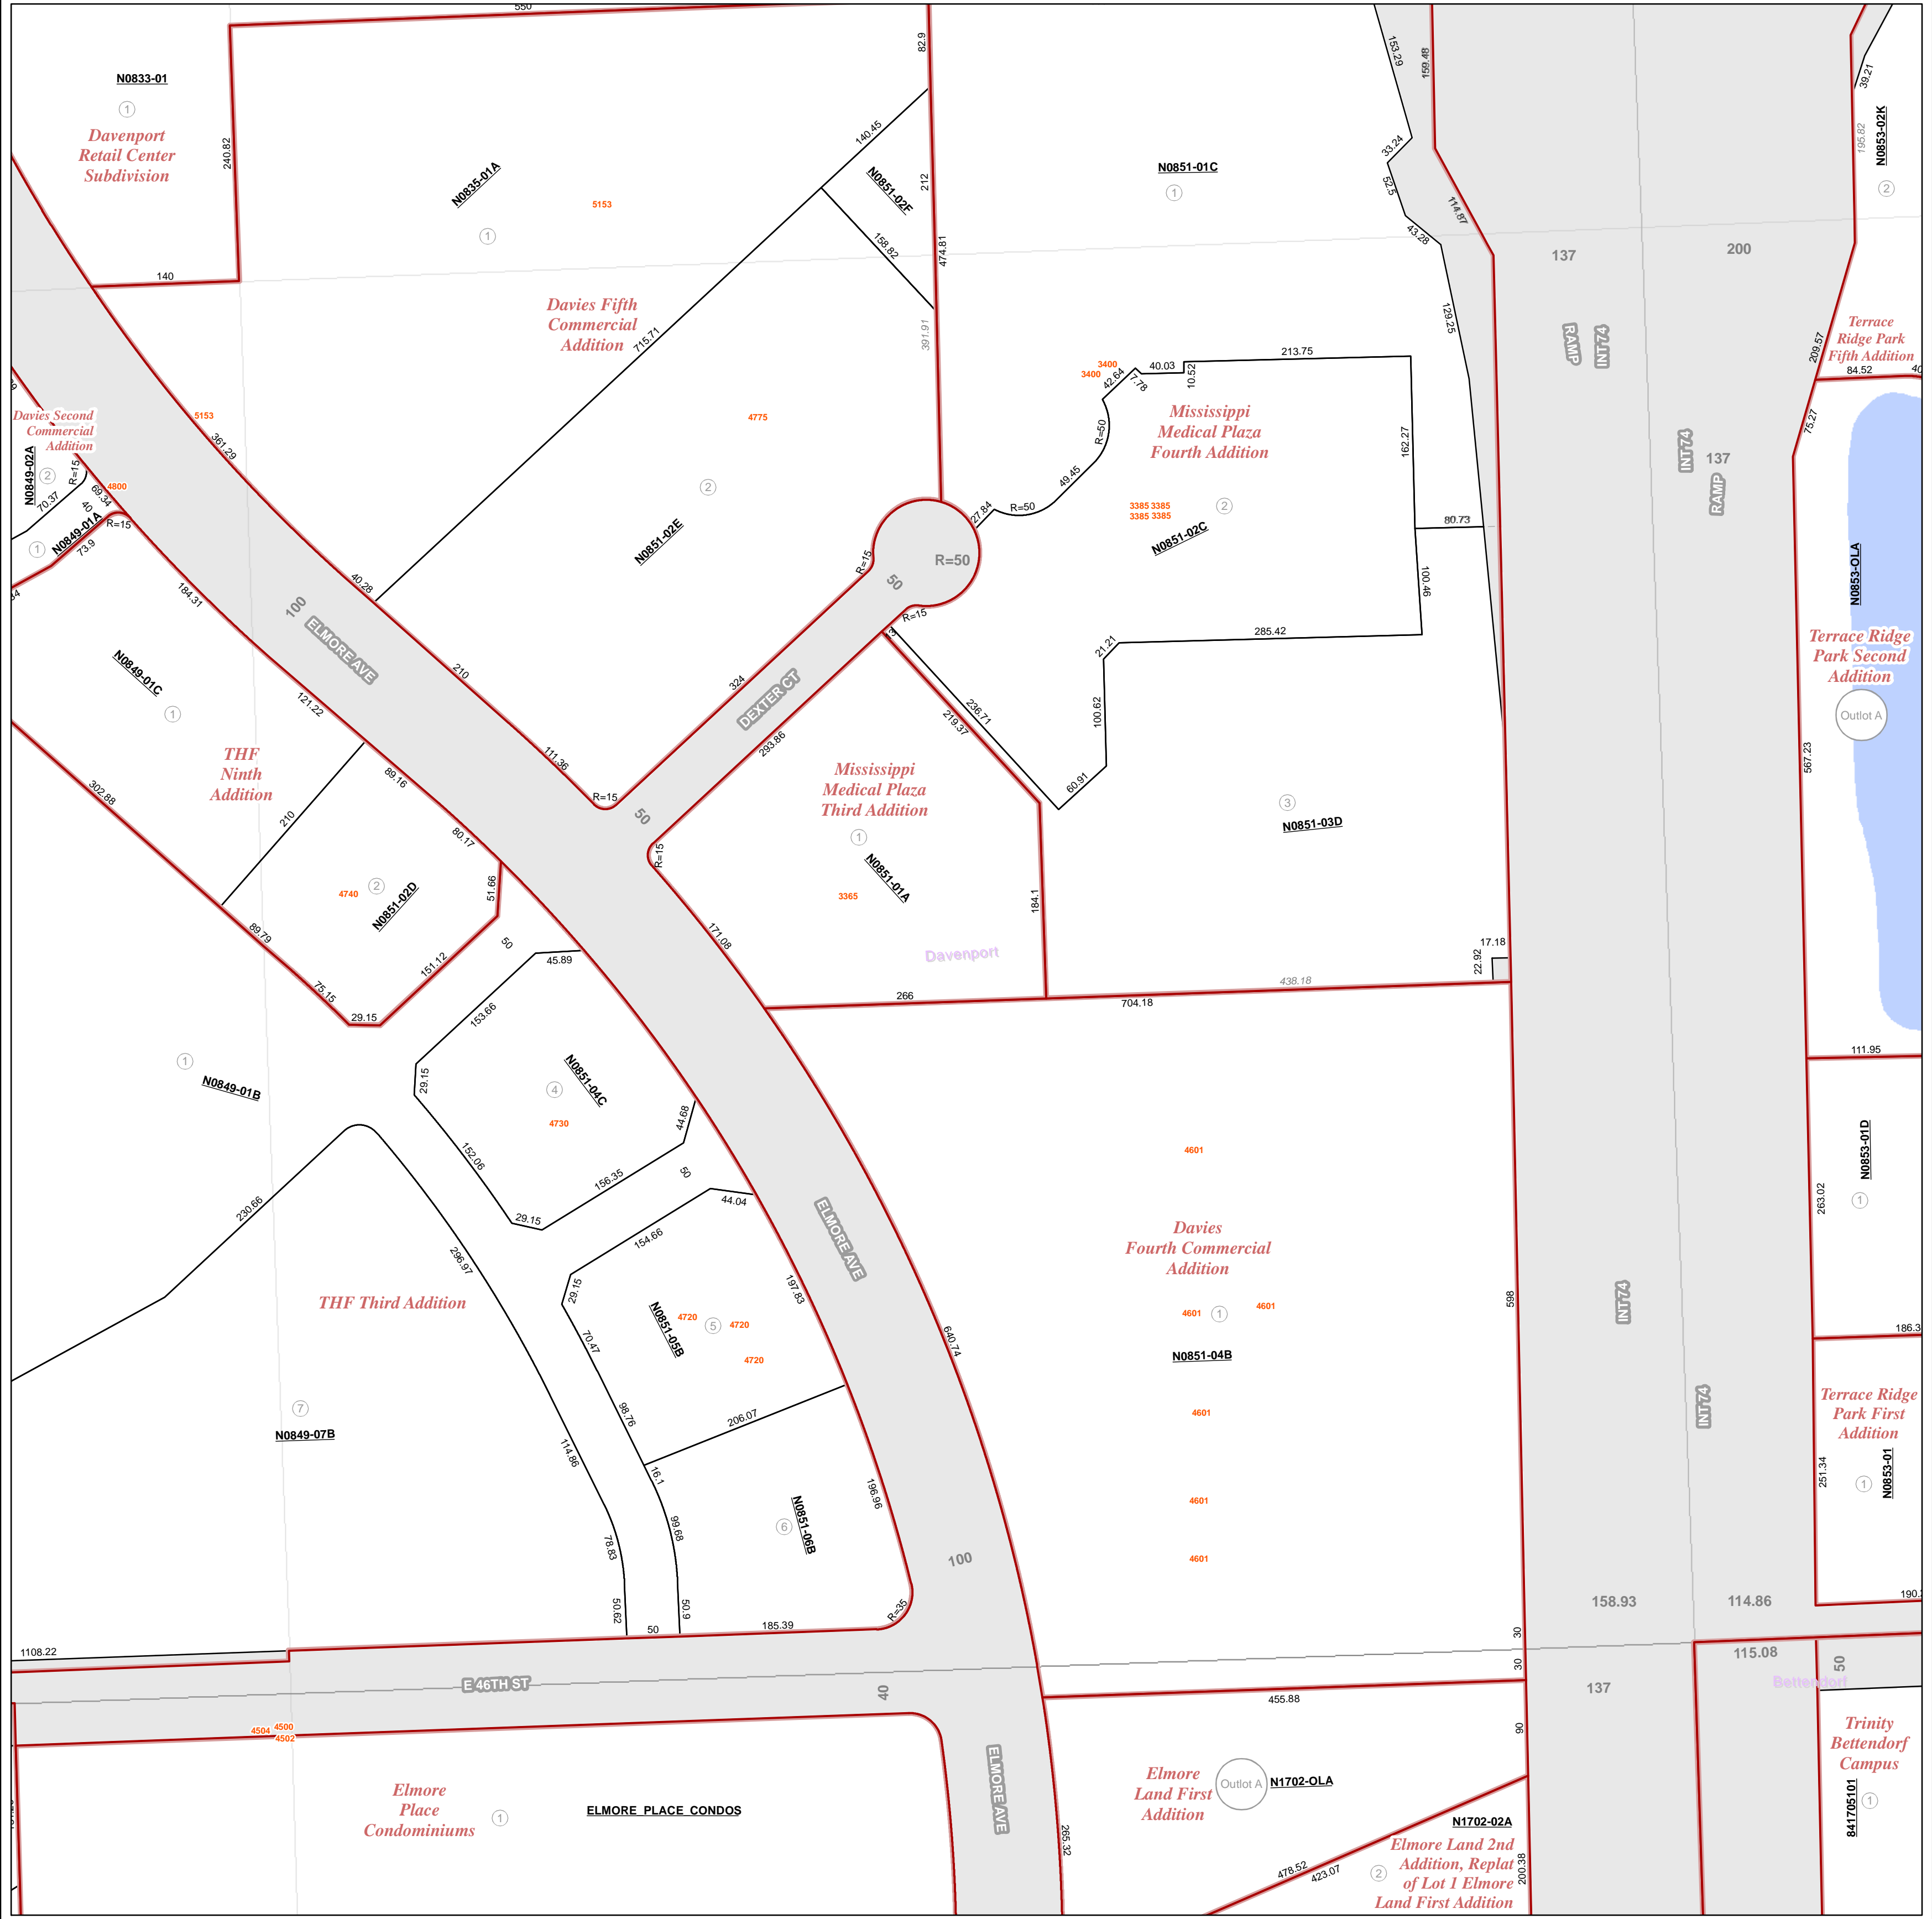 550
N0833-01
1
Davenport
Retail Center
Subdivision
240.82
140
N0835-01A
5153
1
82.9
140.45
N0851-02F
212
158.82
474.81
391.91
N0851-01C
1
153.29
33.24
52.5
43.28
129.25
159.48
114.87
137
200
RAMP
INT 74
39.21
195.82
N0853-02K
2
Terrace
Ridge Park
Fifth Addition
209.57
84.52
75.27
Davies Fifth
Commercial
Addition
715.71
4775
2
N0851-02E
5153
361.29
Davies Second
Commercial
Addition
N0849-02A
2
R=15
70.37
69.34
40
4800
R=15
N0849-01A
1
73.9
184.31
40.28
100
ELMORE AVE
210
111.36
R=15
324
DEXTER CT
50
R=50
R=15
R=15
13
3400
3400
42.64
7.78
40.03
10.52
213.75
R=50
49.45
R=50
27.84
Mississippi
Medical Plaza
Fourth Addition
162.27
3385 3385
3385 3385
2
N0851-02C
80.73
100.46
285.42
21.21
100.62
236.71
219.37
60.91
INT 74
137
RAMP
N0853-OLA
Terrace Ridge
Park Second
Addition
Outlot A
567.23
N0849-01C
1
121.22
302.88
THF
Ninth
Addition
210
89.16
80.17
4740
2
N0851-02D
51.66
89.79
75.15
151.12
29.15
50
293.86
50
R=15
Mississippi
Medical Plaza
Third Addition
1
N0851-01A
3365
171.08
184.1
Davenport
266
704.18
438.18
3
N0851-03D
17.18
22.92
111.95
45.89
153.66
29.15
N0851-04C
4
4730
44.68
152.06
156.35
29.15
50
1
N0849-01B
230.66
296.97
THF Third Addition
44.04
154.66
29.15
N0851-05B
4720
4720
4720
5
70.47
98.76
206.07
197.83
ELMORE AVE
640.74
7
N0849-07B
114.86
16.1
78.83
99.68
N0851-06B
6
196.96
50.62
50
50.9
185.39
R=35
100
4601
Davies
Fourth Commercial
Addition
4601
1
4601
N0851-04B
4601
4601
4601
598
INT 74
INT 74
N0853-01D
1
263.02
Terrace Ridge
Park First
Addition
1
N0853-01
251.34
158.93
114.86
1108.22
E 46TH ST
40
30
30
115.08
50
Bettendorf
137
4504
4500
4502
455.88
90
ELMORE AVE
Elmore
Place
Condominiums
1
ELMORE PLACE CONDOS
265.32
Elmore
Land First
Addition
Outlot A
N1702-OLA
N1702-02A
Elmore Land 2nd
Addition, Replat
of Lot 1 Elmore
Land First Addition
2
478.52
423.07
200.38
Trinity
Bettendorf
Campus
1
841705101